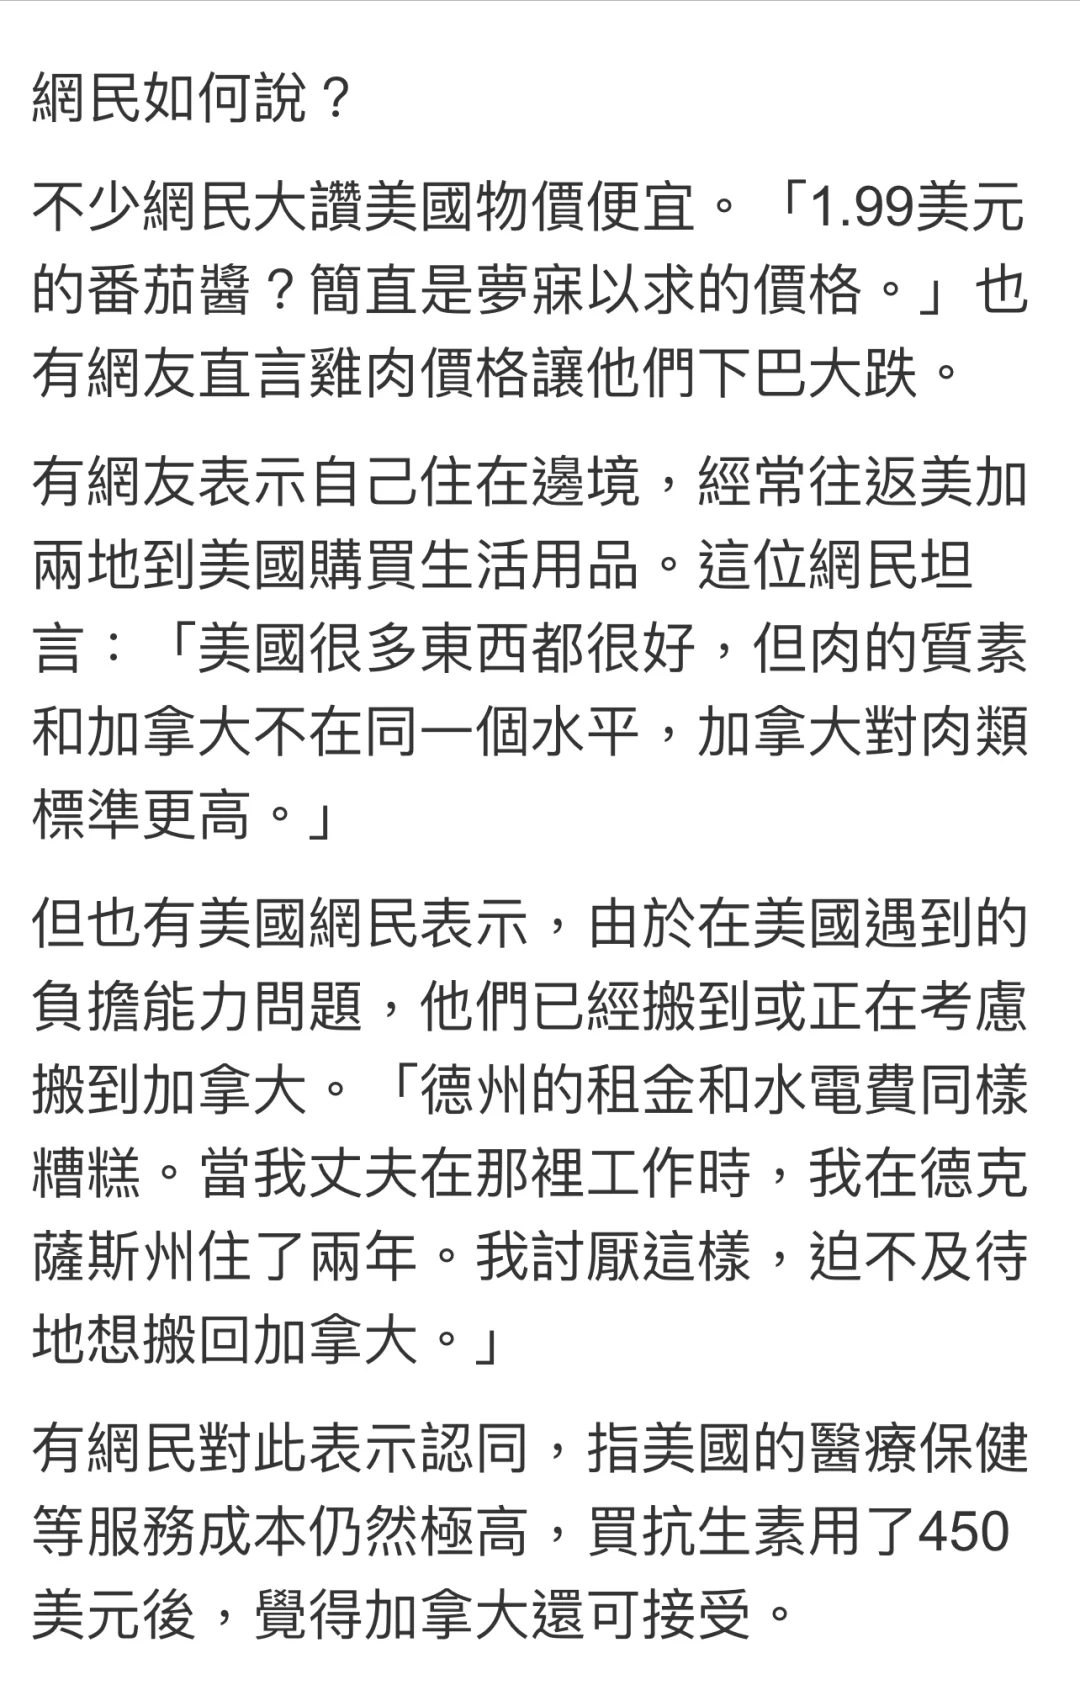 網民如何說？
不少網民大讚美國物價便宜。「1.99美元
的番茄醬？簡直是夢寐以求的價格。」也
有網友直言雞肉價格讓他們下巴大跌。
有網友表示自己住在邊境，經常往返美加
兩地到美國購買生活用品。這位網民坦
言：「美國很多東西都很好，但肉的質素
和加拿大不在同一個水平，加拿大對肉類
標準更高。」
但也有美國網民表示，由於在美國遇到的
負擔能力問題，他們已經搬到或正在考慮
搬到加拿大。「德州的租金和水電費同樣
糟糕。當我丈夫在那裡工作時，我在德克
薩斯州住了兩年。我討厭這樣，迫不及待
地想搬回加拿大。」
有網民對此表示認同，指美國的醫療保健
等服務成本仍然極高，買抗生素用了450
美元後，覺得加拿大還可接受。